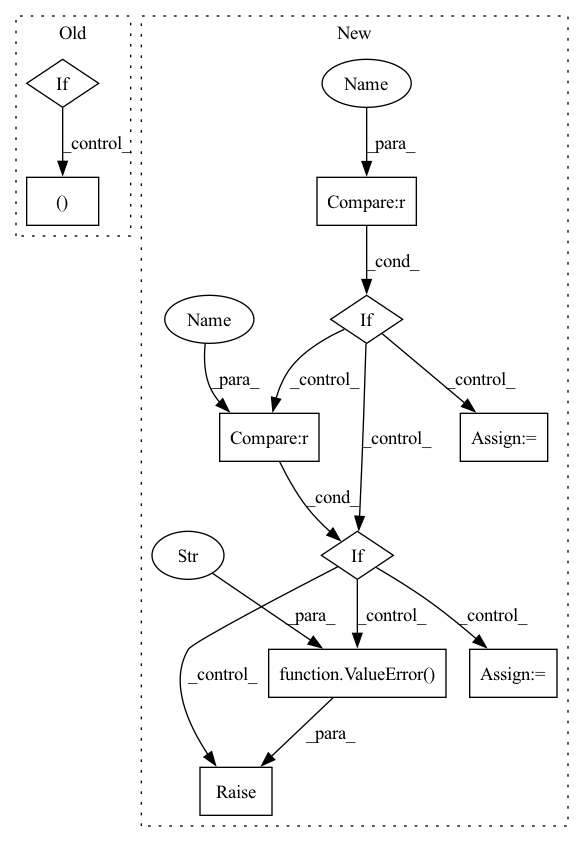 Old
New
If
Name
_control_
_para_
()
Compare:r
_cond_
Name
If
_para_
_control_
_control_
Compare:r
_control_
Assign:=
_cond_
Str
If
_para_
_control_
_control_
_control_
function.ValueError()
Assign:=
_para_
Raise